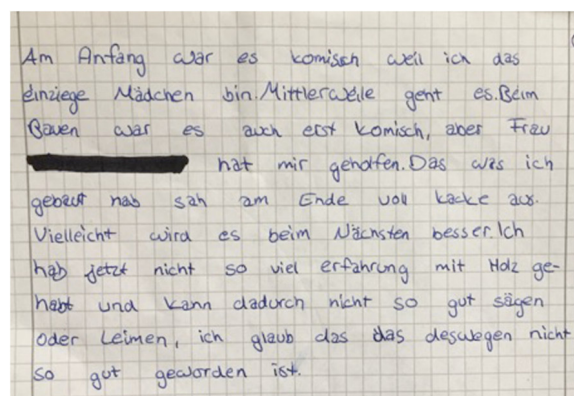 Am Anfang war es komisch weil ich das
einziege Mädchen bin. Mittlerweile geht es. Beim
Bauen war es auch erst komisch, aber Frau
hat mir geholfen. Das was ich
gebaut hab sah am Ende voll kacke aus.
Vielleicht wird es beim Nächsten besser. Ich
hab jetzt nicht so viel erfahrung mit Holz ge-
habt und kann dadurch nicht so gut sägen
oder Leimen, ich glaub das das deswegen nicht
so gut geworden ist.